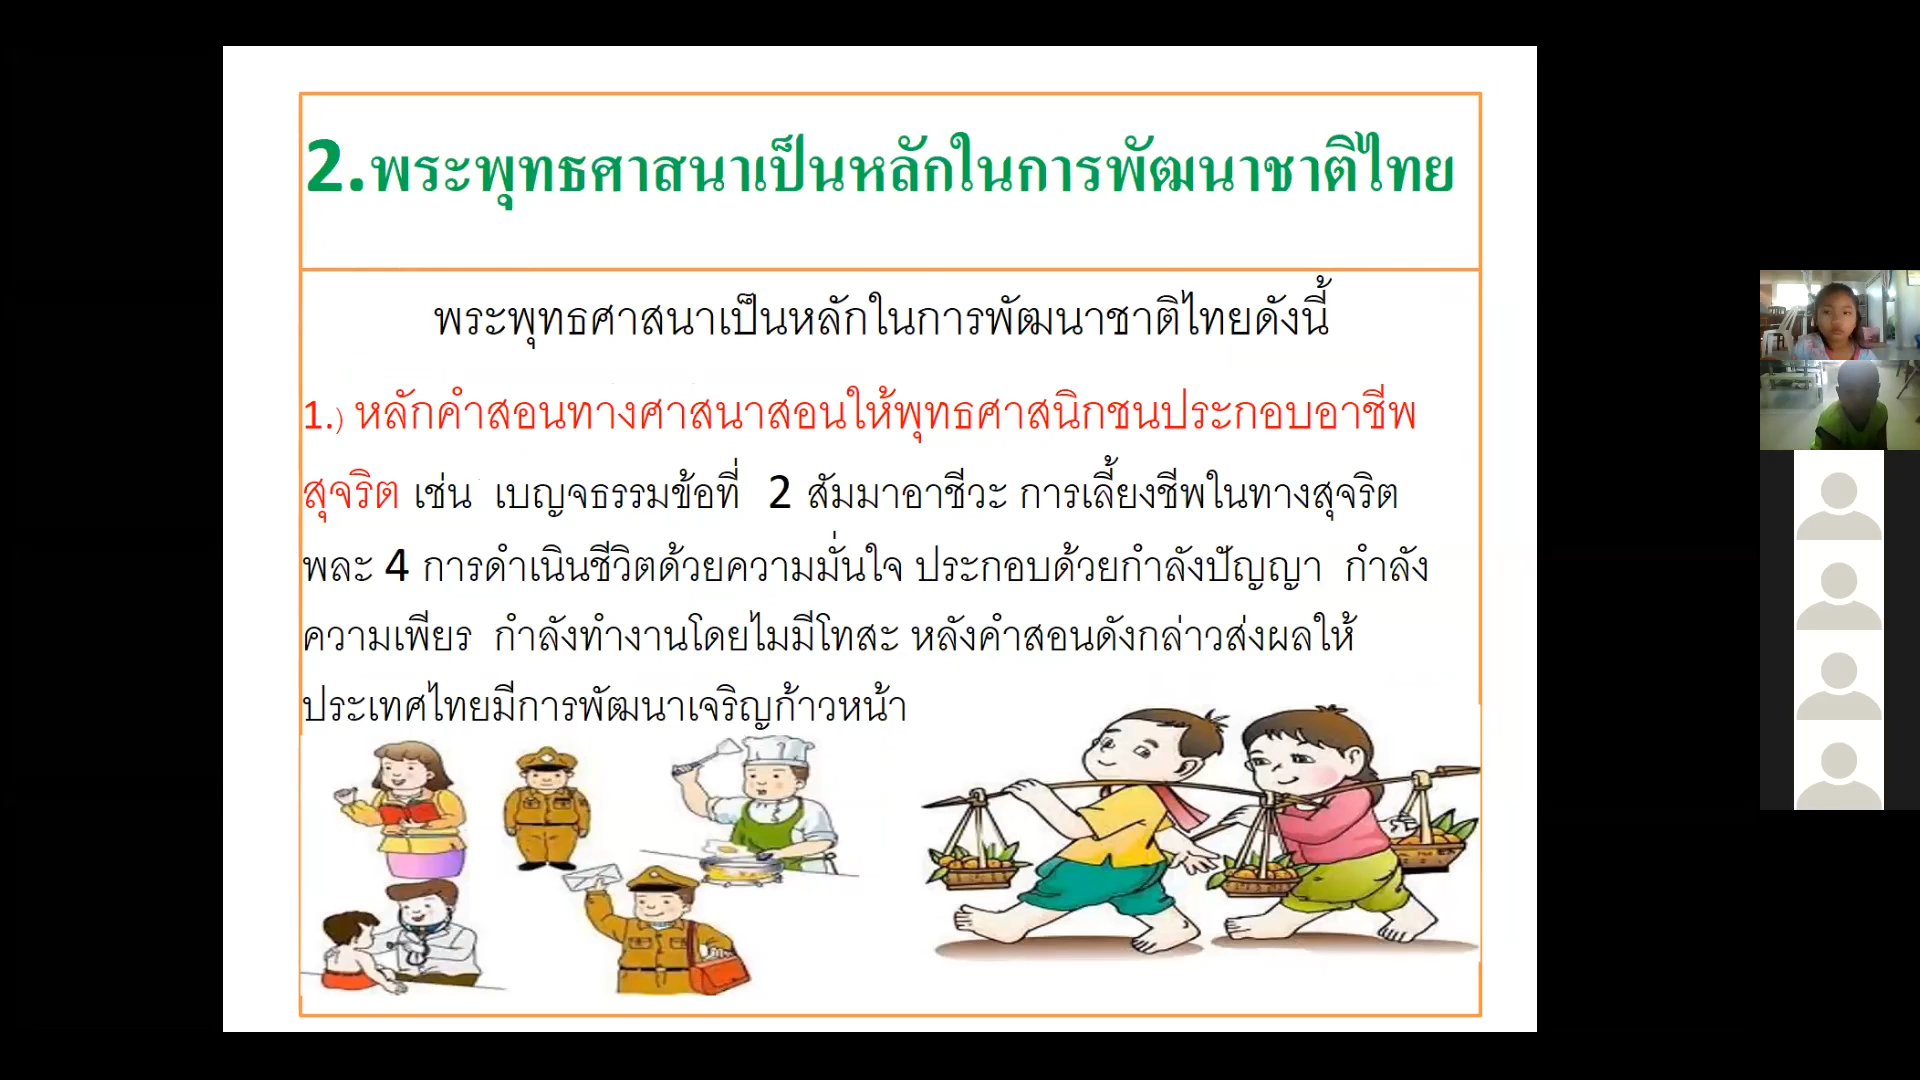 2.พระพุทธศาสนาเป็นหลักในการพัฒนาชาติไทย
พระพุทธศาสนาเป็นหลักในการพัฒนาชาติไทยดังนี้
1.) หลักคำสอนทางศาสนาสอนให้พุทธศาสนิกชนประกอบอาชีพ
สุจริต เช่น เบญจธรรมข้อที่ 2 สัมมาอาชีวะ การเลี้ยงชีพในทางสุจริต
พละ 4 การดำเนินชีวิตด้วยความมั่นใจ ประกอบด้วยกำลังปัญญา กำลัง
ความเพียร กำลังทำงานโดยไม่มีโทสะ หลังคำสอนดังกล่าวส่งผลให้
ประเทศไทยมีการพัฒนาเจริญก้าวหน้า